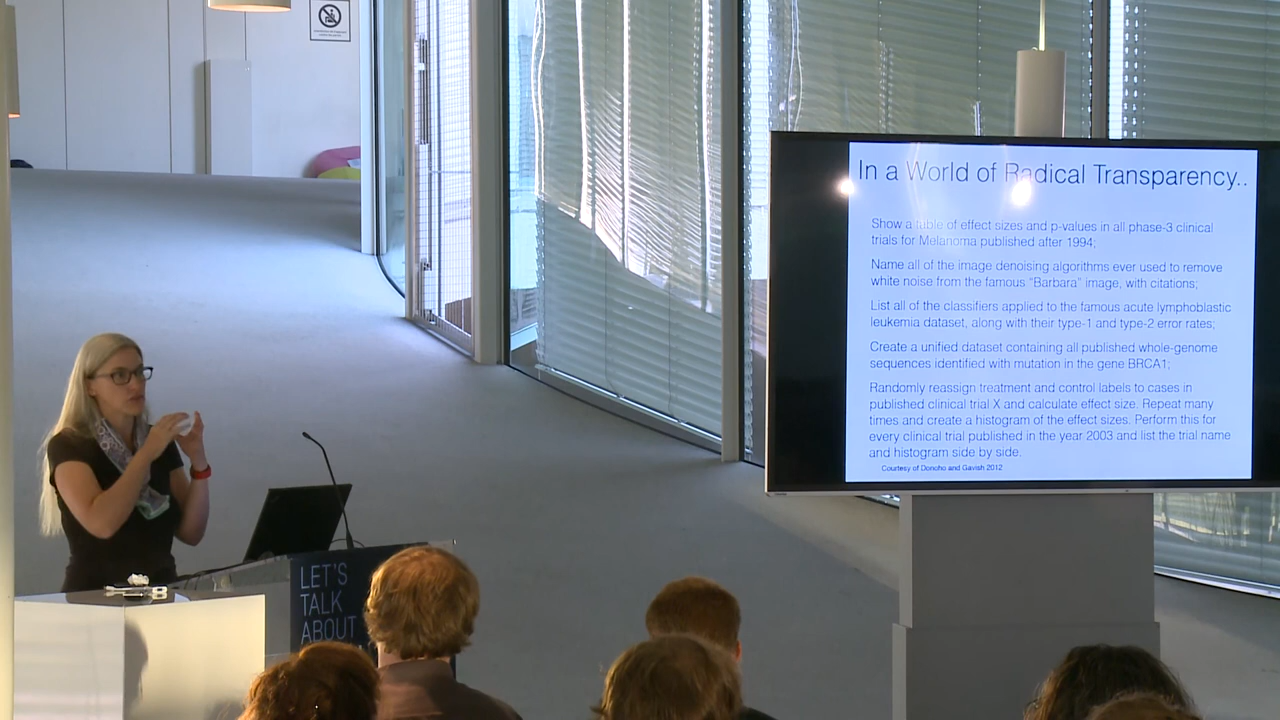 In a World of Radical Transparency..
Show a table of effect sizes and p-values in all phase-3 clinical
trials for Melanoma published after 1994;
Name all of the image denoising algorithms ever used to remove
white noise from the famous “Barbara” image, with citations;
List all of the classifiers applied to the famous acute lymphoblastic
leukemia dataset, along with their type-1 and type-2 error rates;
Create a unified dataset containing all published whole-genome
sequences identified with mutation in the gene BRCA1;
Randomly reassign treatment and control labels to cases in
published clinical trial X and calculate effect size. Repeat many
times and create a histogram of the effect sizes. Perform this for
every clinical trial published in the year 2003 and list the trial name
and histogram side by side.
Courtesy of Donoho and Gavish 2012
LET'S
TALK
ABOUT